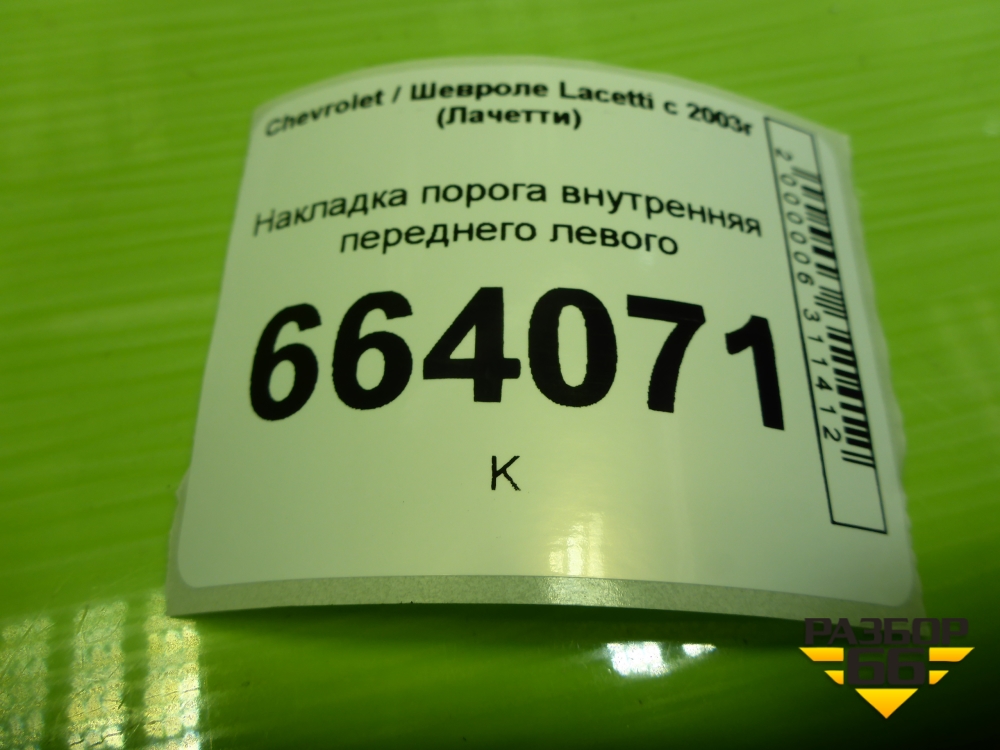 Chevrolet / Шевроле Lacetti с 2003г
(Лачетти)
Накладка порога внутренняя
переднего левого
664071
К
2000006311412
РАЗБОР
66